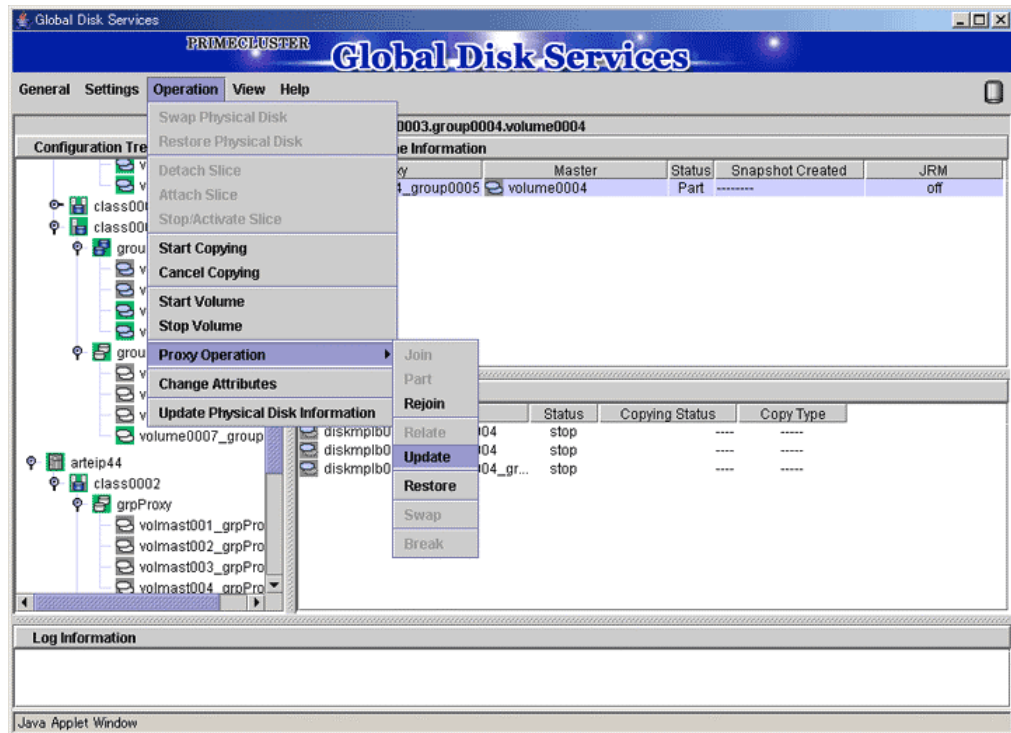 Global Disk Services
PRIMECLUSTER
Global Disk Services
General Settings Operation View Help
0003.group0004.volume0004
Configuration Tre
e Information
Swap Physical Disk
Restore Physical Disk
Detach Slice
Attach Slice
Stop/Activate Slice
Start Copying
Cancel Copying
Start Volume
Stop Volume
Proxy Operation
Change Attributes
Update Physical Disk Information
Join
Part
Rejoin
Relate
Update
Restore
Swap
Break
xy Master Status Snapshot Created JRM
4_group0005 volume0004 Part -------- off
v
v
class00
class00
grou
v
v
v
v
grou
v
v
v
volume0007_group
arteip44
class0002
grpProxy
volmast001_grpPro
volmast002_grpPro
volmast003_grpPro
volmast004_grpPro
Status Copying Status Copy Type
diskmplb0 04 stop ---- -----
diskmplb0 stop ---- -----
diskmplb0 04_gr... stop ---- -----
Log Information
Java Applet Window